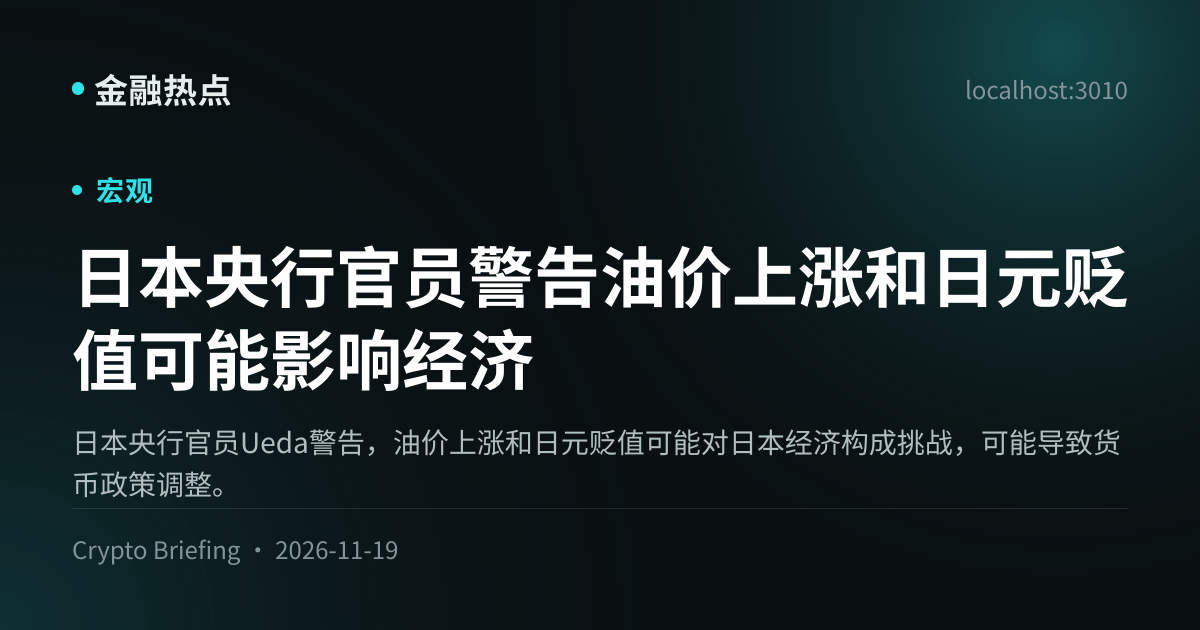 金融热点
localhost:3010
宏观
日本央行官员警告油价上涨和日元贬
值可能影响经济
日本央行官员Ueda警告，油价上涨和日元贬值可能对日本经济构成挑战，可能导致货
币政策调整。
Crypto Briefing · 2026-11-19